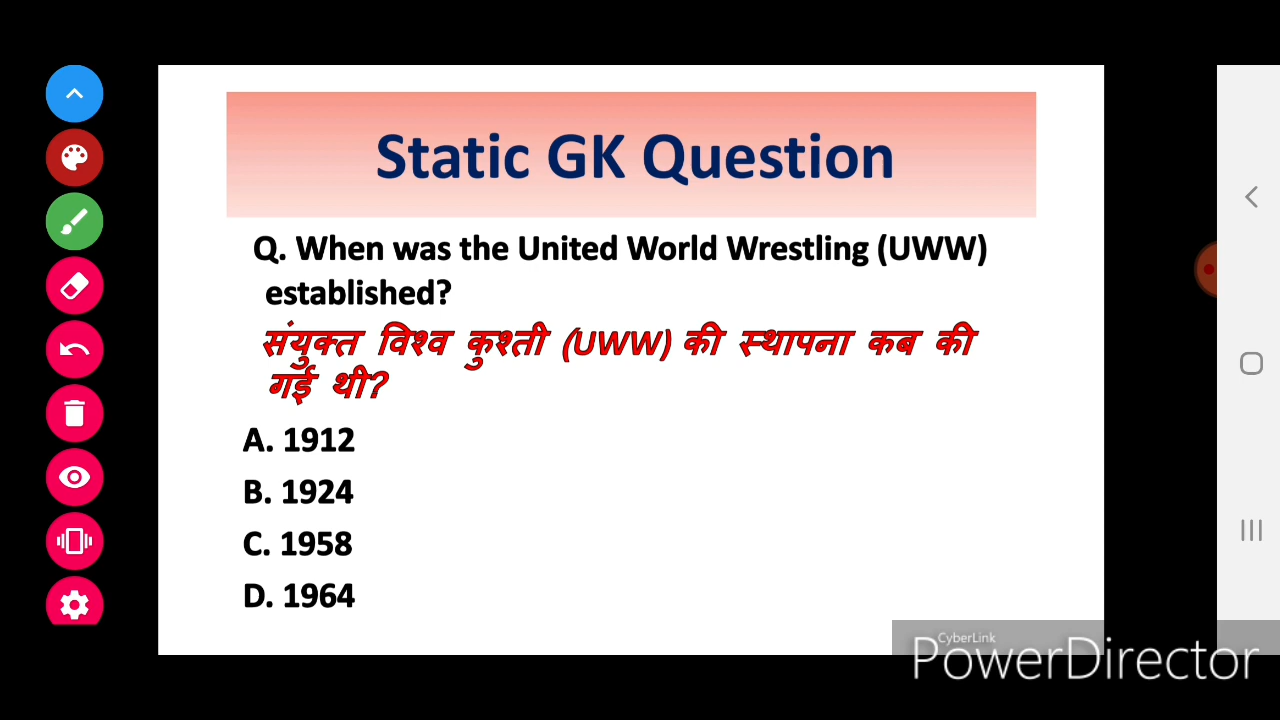 Static GK Question
Q. When was the United World Wrestling (UWW)
established?
संयुक्त विश्व कुश्ती (UWW) की स्थापना कब की
गई थी?
A. 1912
B. 1924
C. 1958
D. 1964
CyberLink
PowerDirector